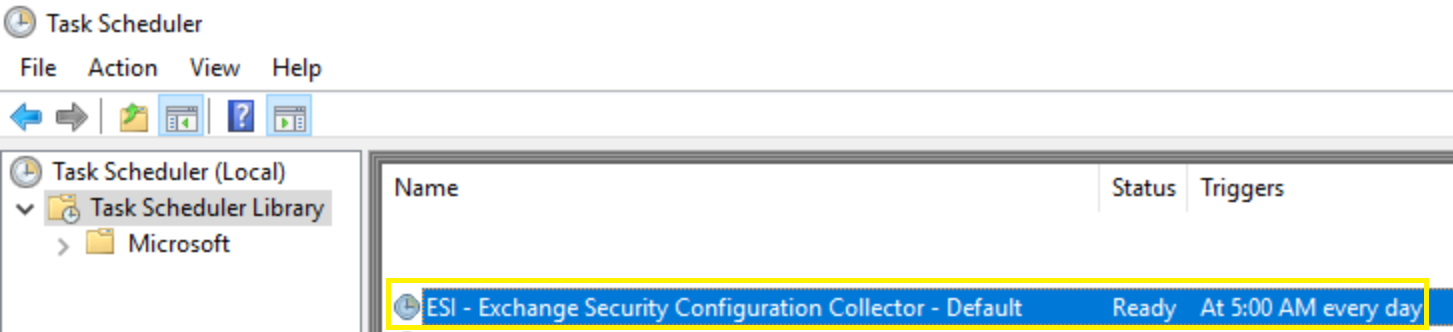 Task Scheduler
File Action View Help
Task Scheduler (Local)
Task Scheduler Library
Microsoft
Name Status Triggers
ESI - Exchange Security Configuration Collector - Default Ready At 5:00 AM every day